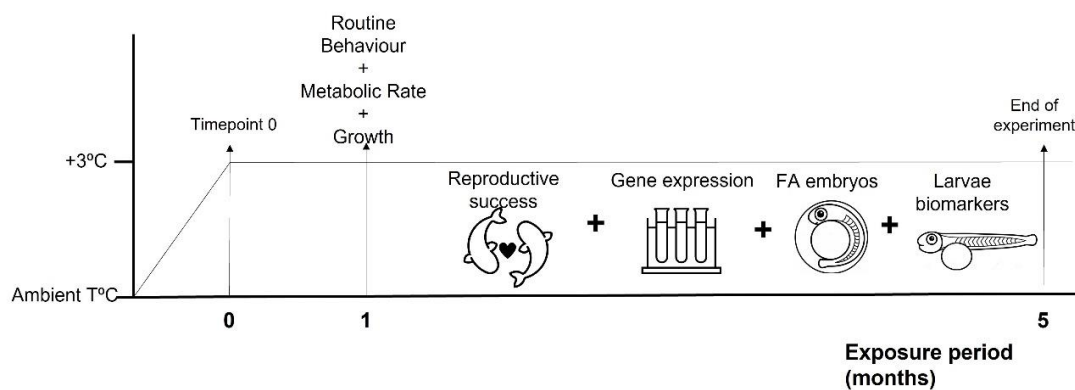 Routine
Behaviour
+
Metabolic Rate
+
Growth
Timepoint 0
End of
experiment
+3ºC
Reproductive
success
+
Gene expression
+
FA embryos
+
Larvae
biomarkers
Ambient TºC
0
1
5
Exposure period
(months)